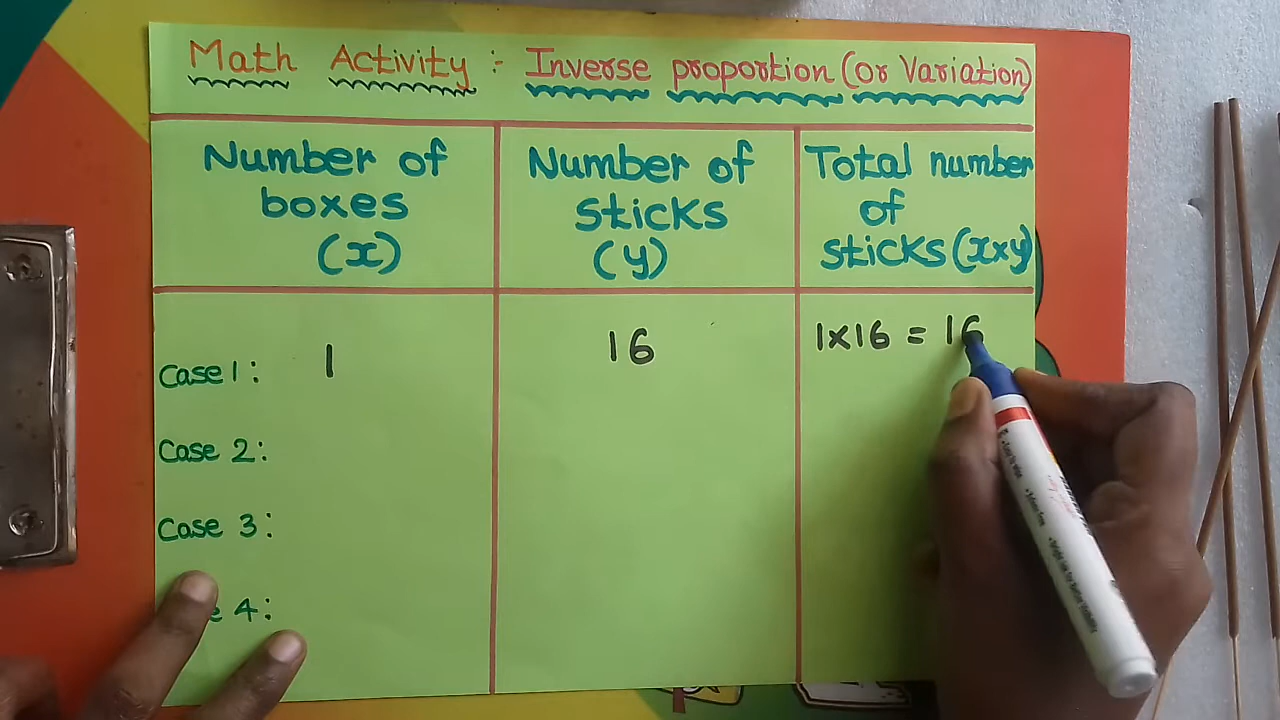 Math Activity :- Inverse proportion (or Variation)
Number of
boxes
(x)
Number of
sticks
(y)
Total number
of
sticks (x×y)
Case 1: 1 16 1×16 = 16
Case 2:
Case 3:
e 4: